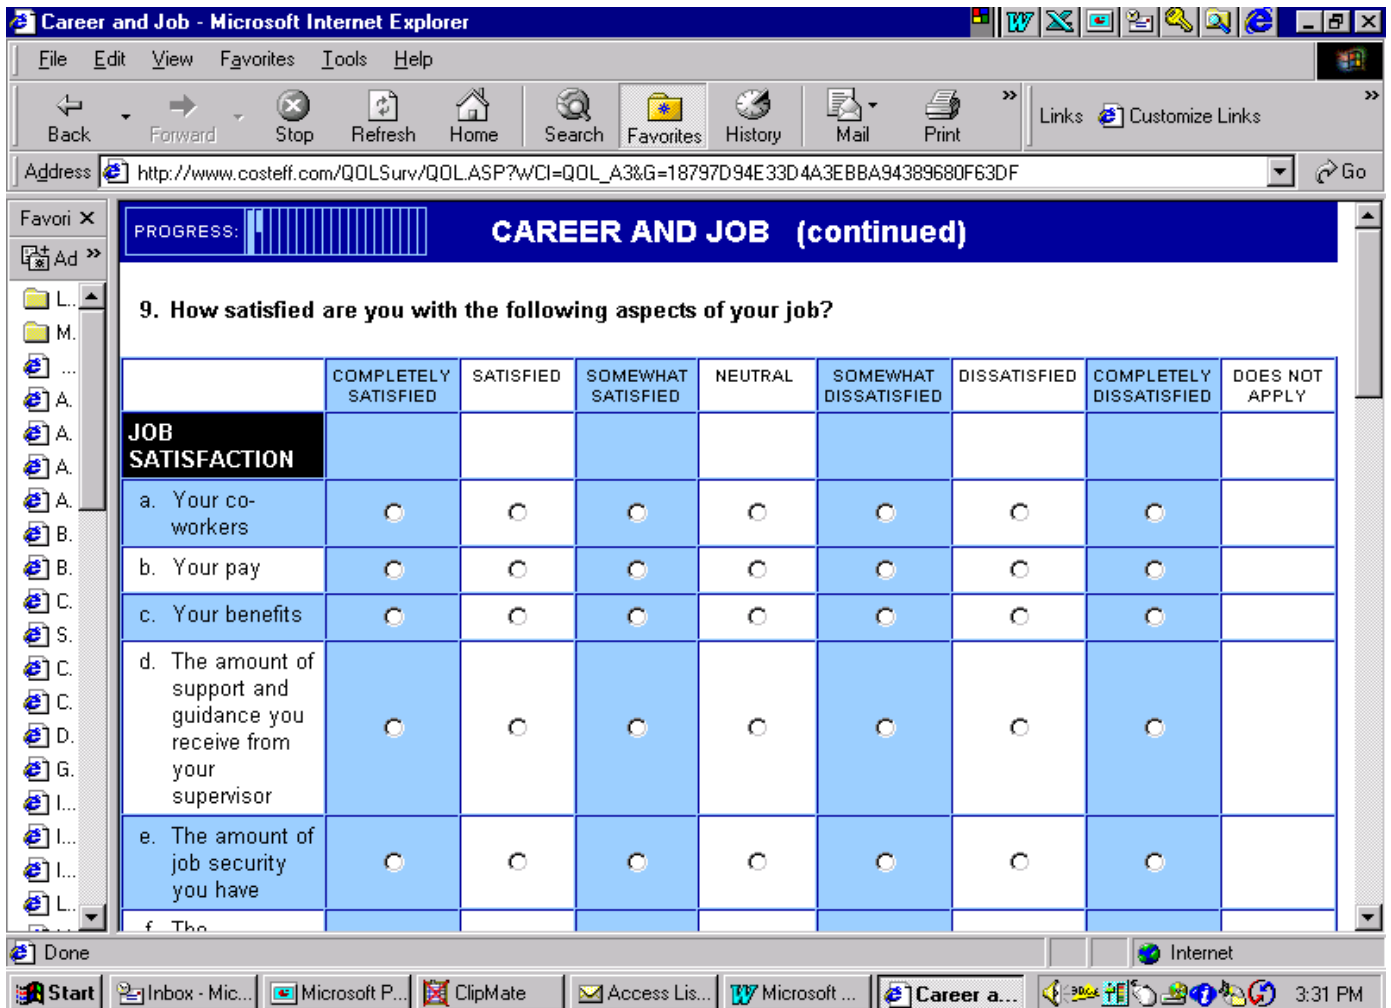 Career and Job - Microsoft Internet Explorer
File Edit View Favorites Tools Help
Back Forward Stop Refresh Home Search Favorites History Mail Print » Links Customize Links »
Address http://www.costeff.com/QOLSurv/QOL.ASP?WCI=QOL_A3&G=18797D94E33D4A3EBBA94389680F63DF Go
Favori
Ad »
L..
M.
...
A.
A.
A.
A.
B.
B.
C.
S.
C.
C.
D.
G.
I...
I...
I...
L..
PROGRESS: CAREER AND JOB (continued)
9. How satisfied are you with the following aspects of your job?
COMPLETELY SATISFIED SATISFIED SOMEWHAT SATISFIED NEUTRAL SOMEWHAT DISSATISFIED DISSATISFIED COMPLETELY DISSATISFIED DOES NOT APPLY
JOB
SATISFACTION
a. Your co-
workers
b. Your pay
c. Your benefits
d. The amount of
support and
guidance you
receive from
your
supervisor
e. The amount of
job security
you have
f. The
Done Internet
Start Inbox - Mic... Microsoft P... ClipMate Access Lis... Microsoft ... Career a... 3:31 PM